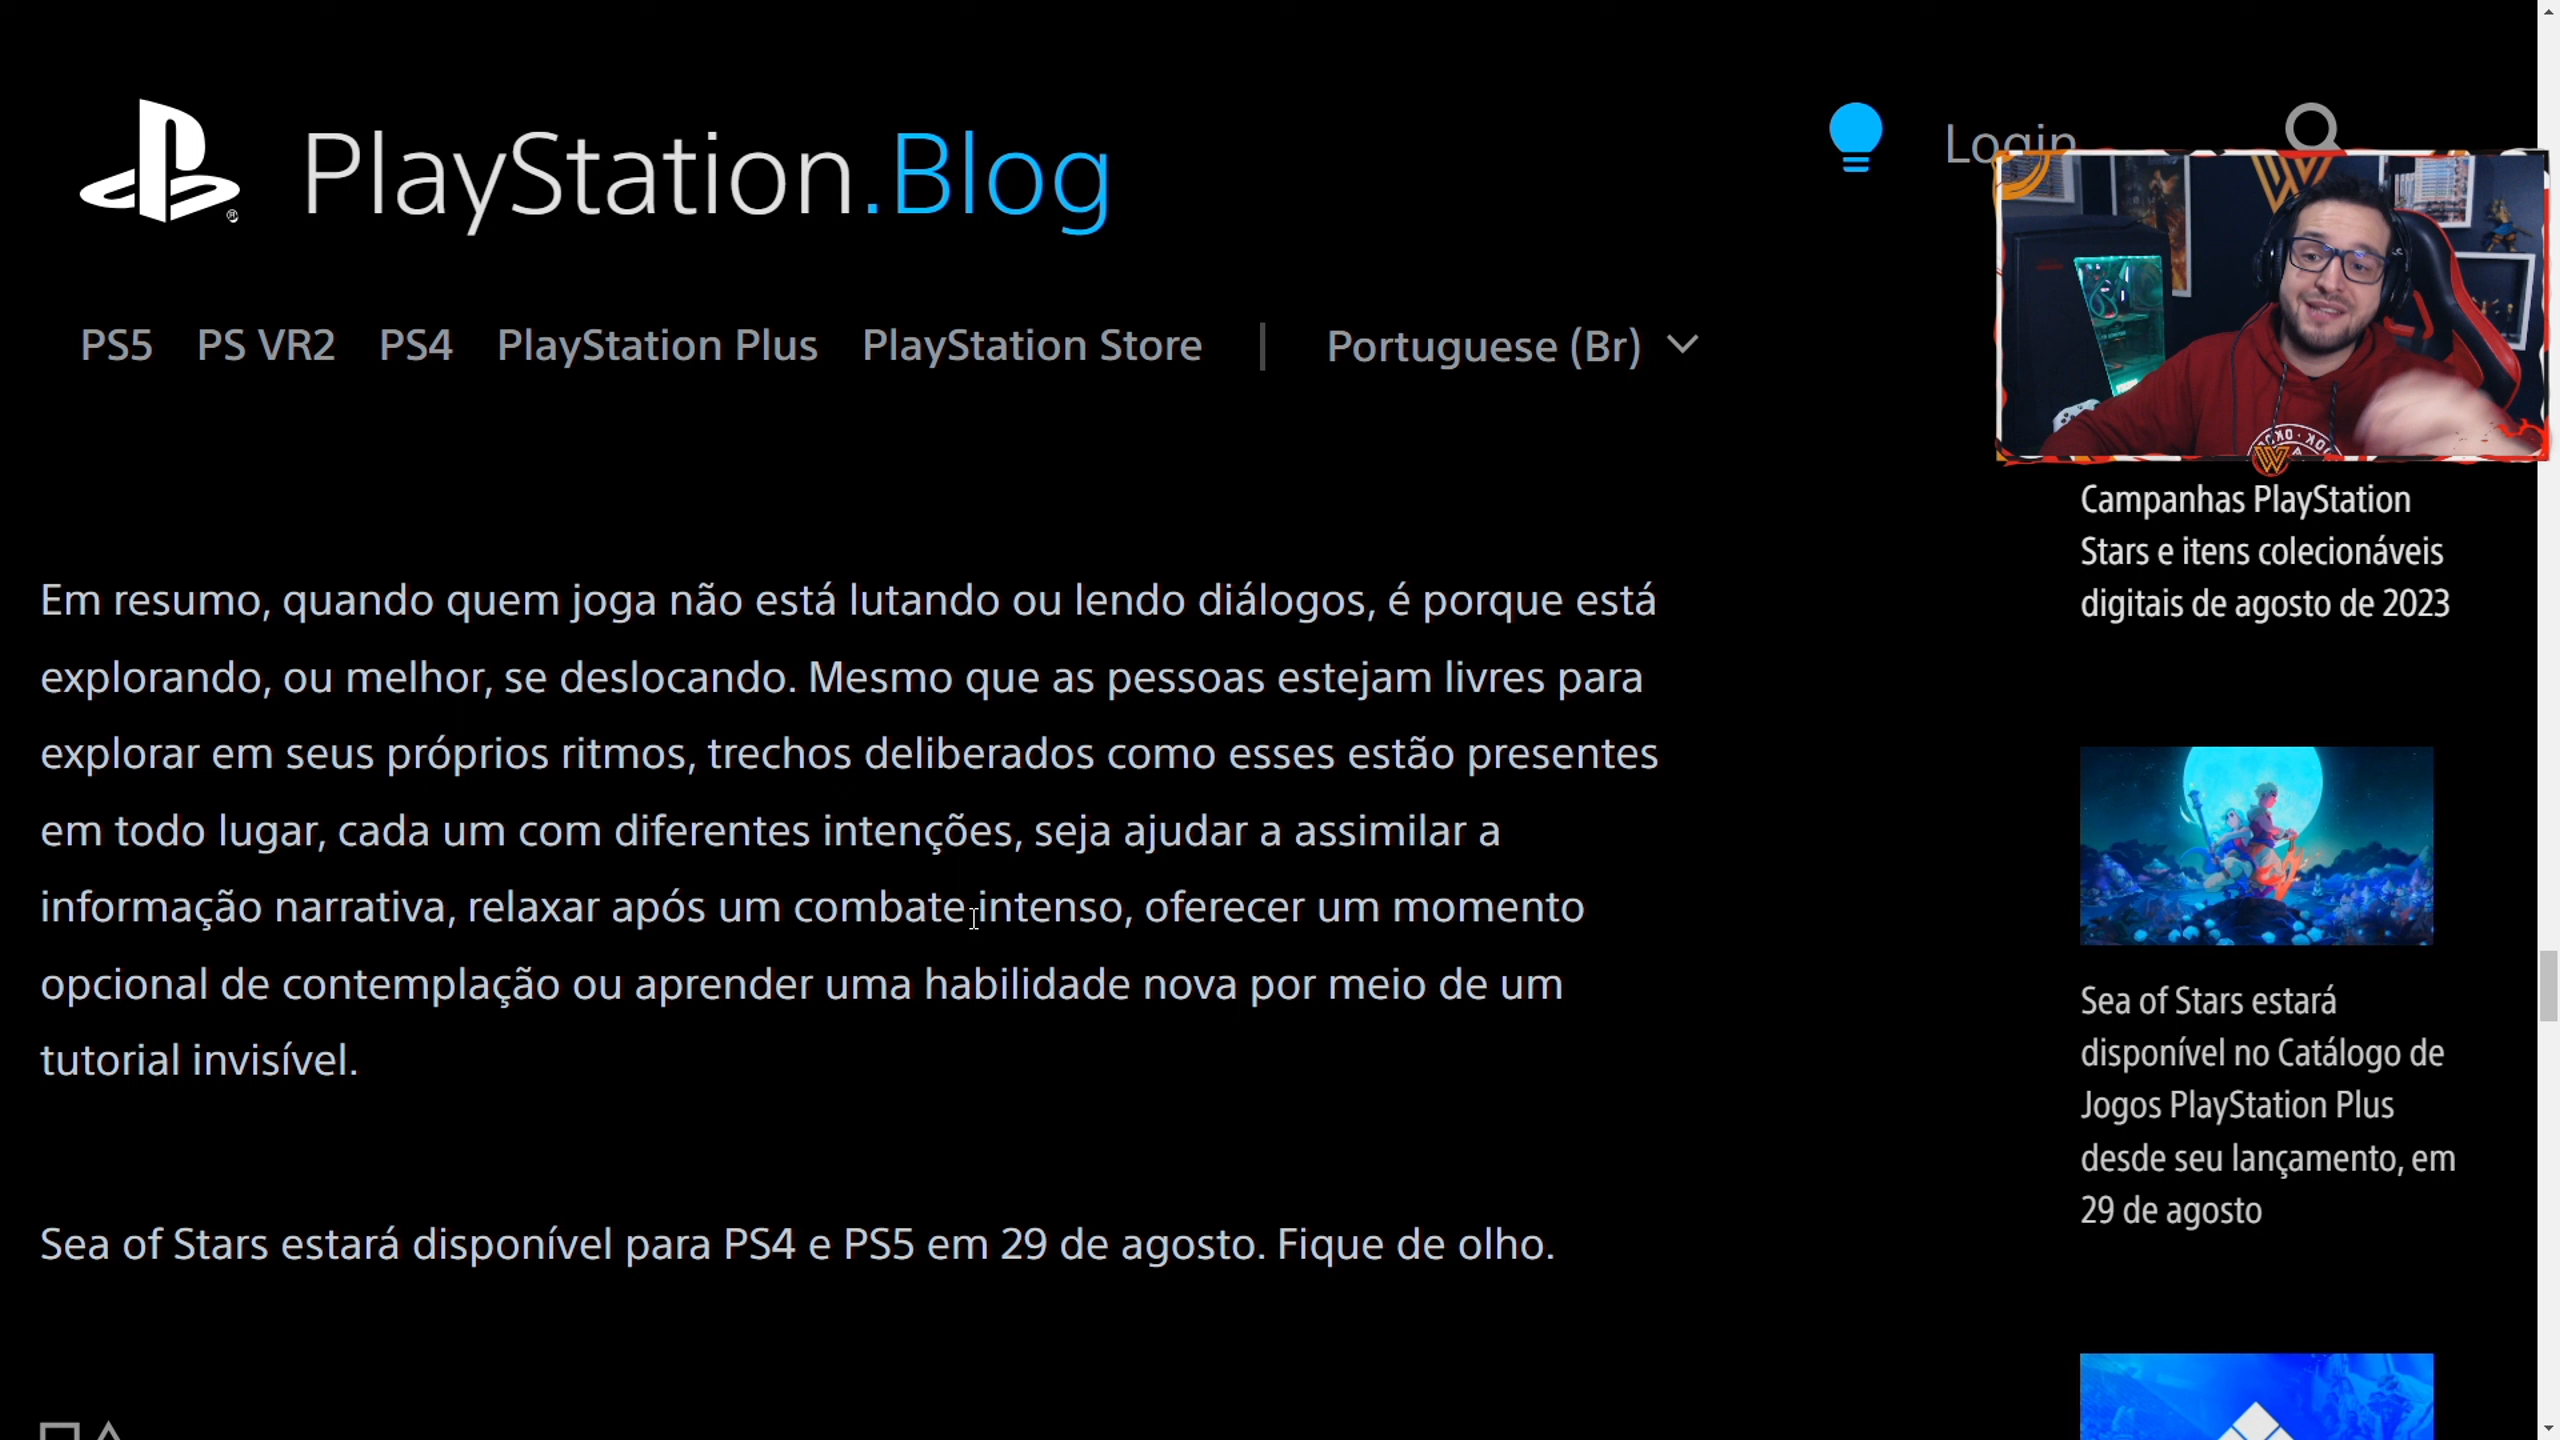 PlayStation.Blog
Login
PS5 PS VR2 PS4 PlayStation Plus PlayStation Store | Portuguese (Br)
Em resumo, quando quem joga não está lutando ou lendo diálogos, é porque está
explorando, ou melhor, se deslocando. Mesmo que as pessoas estejam livres para
explorar em seus próprios ritmos, trechos deliberados como esses estão presentes
em todo lugar, cada um com diferentes intenções, seja ajudar a assimilar a
informação narrativa, relaxar após um combate intenso, oferecer um momento
opcional de contemplação ou aprender uma habilidade nova por meio de um
tutorial invisível.
Sea of Stars estará disponível para PS4 e PS5 em 29 de agosto. Fique de olho.
Campanhas PlayStation
Stars e itens colecionáveis
digitais de agosto de 2023
Sea of Stars estará
disponível no Catálogo de
Jogos PlayStation Plus
desde seu lançamento, em
29 de agosto